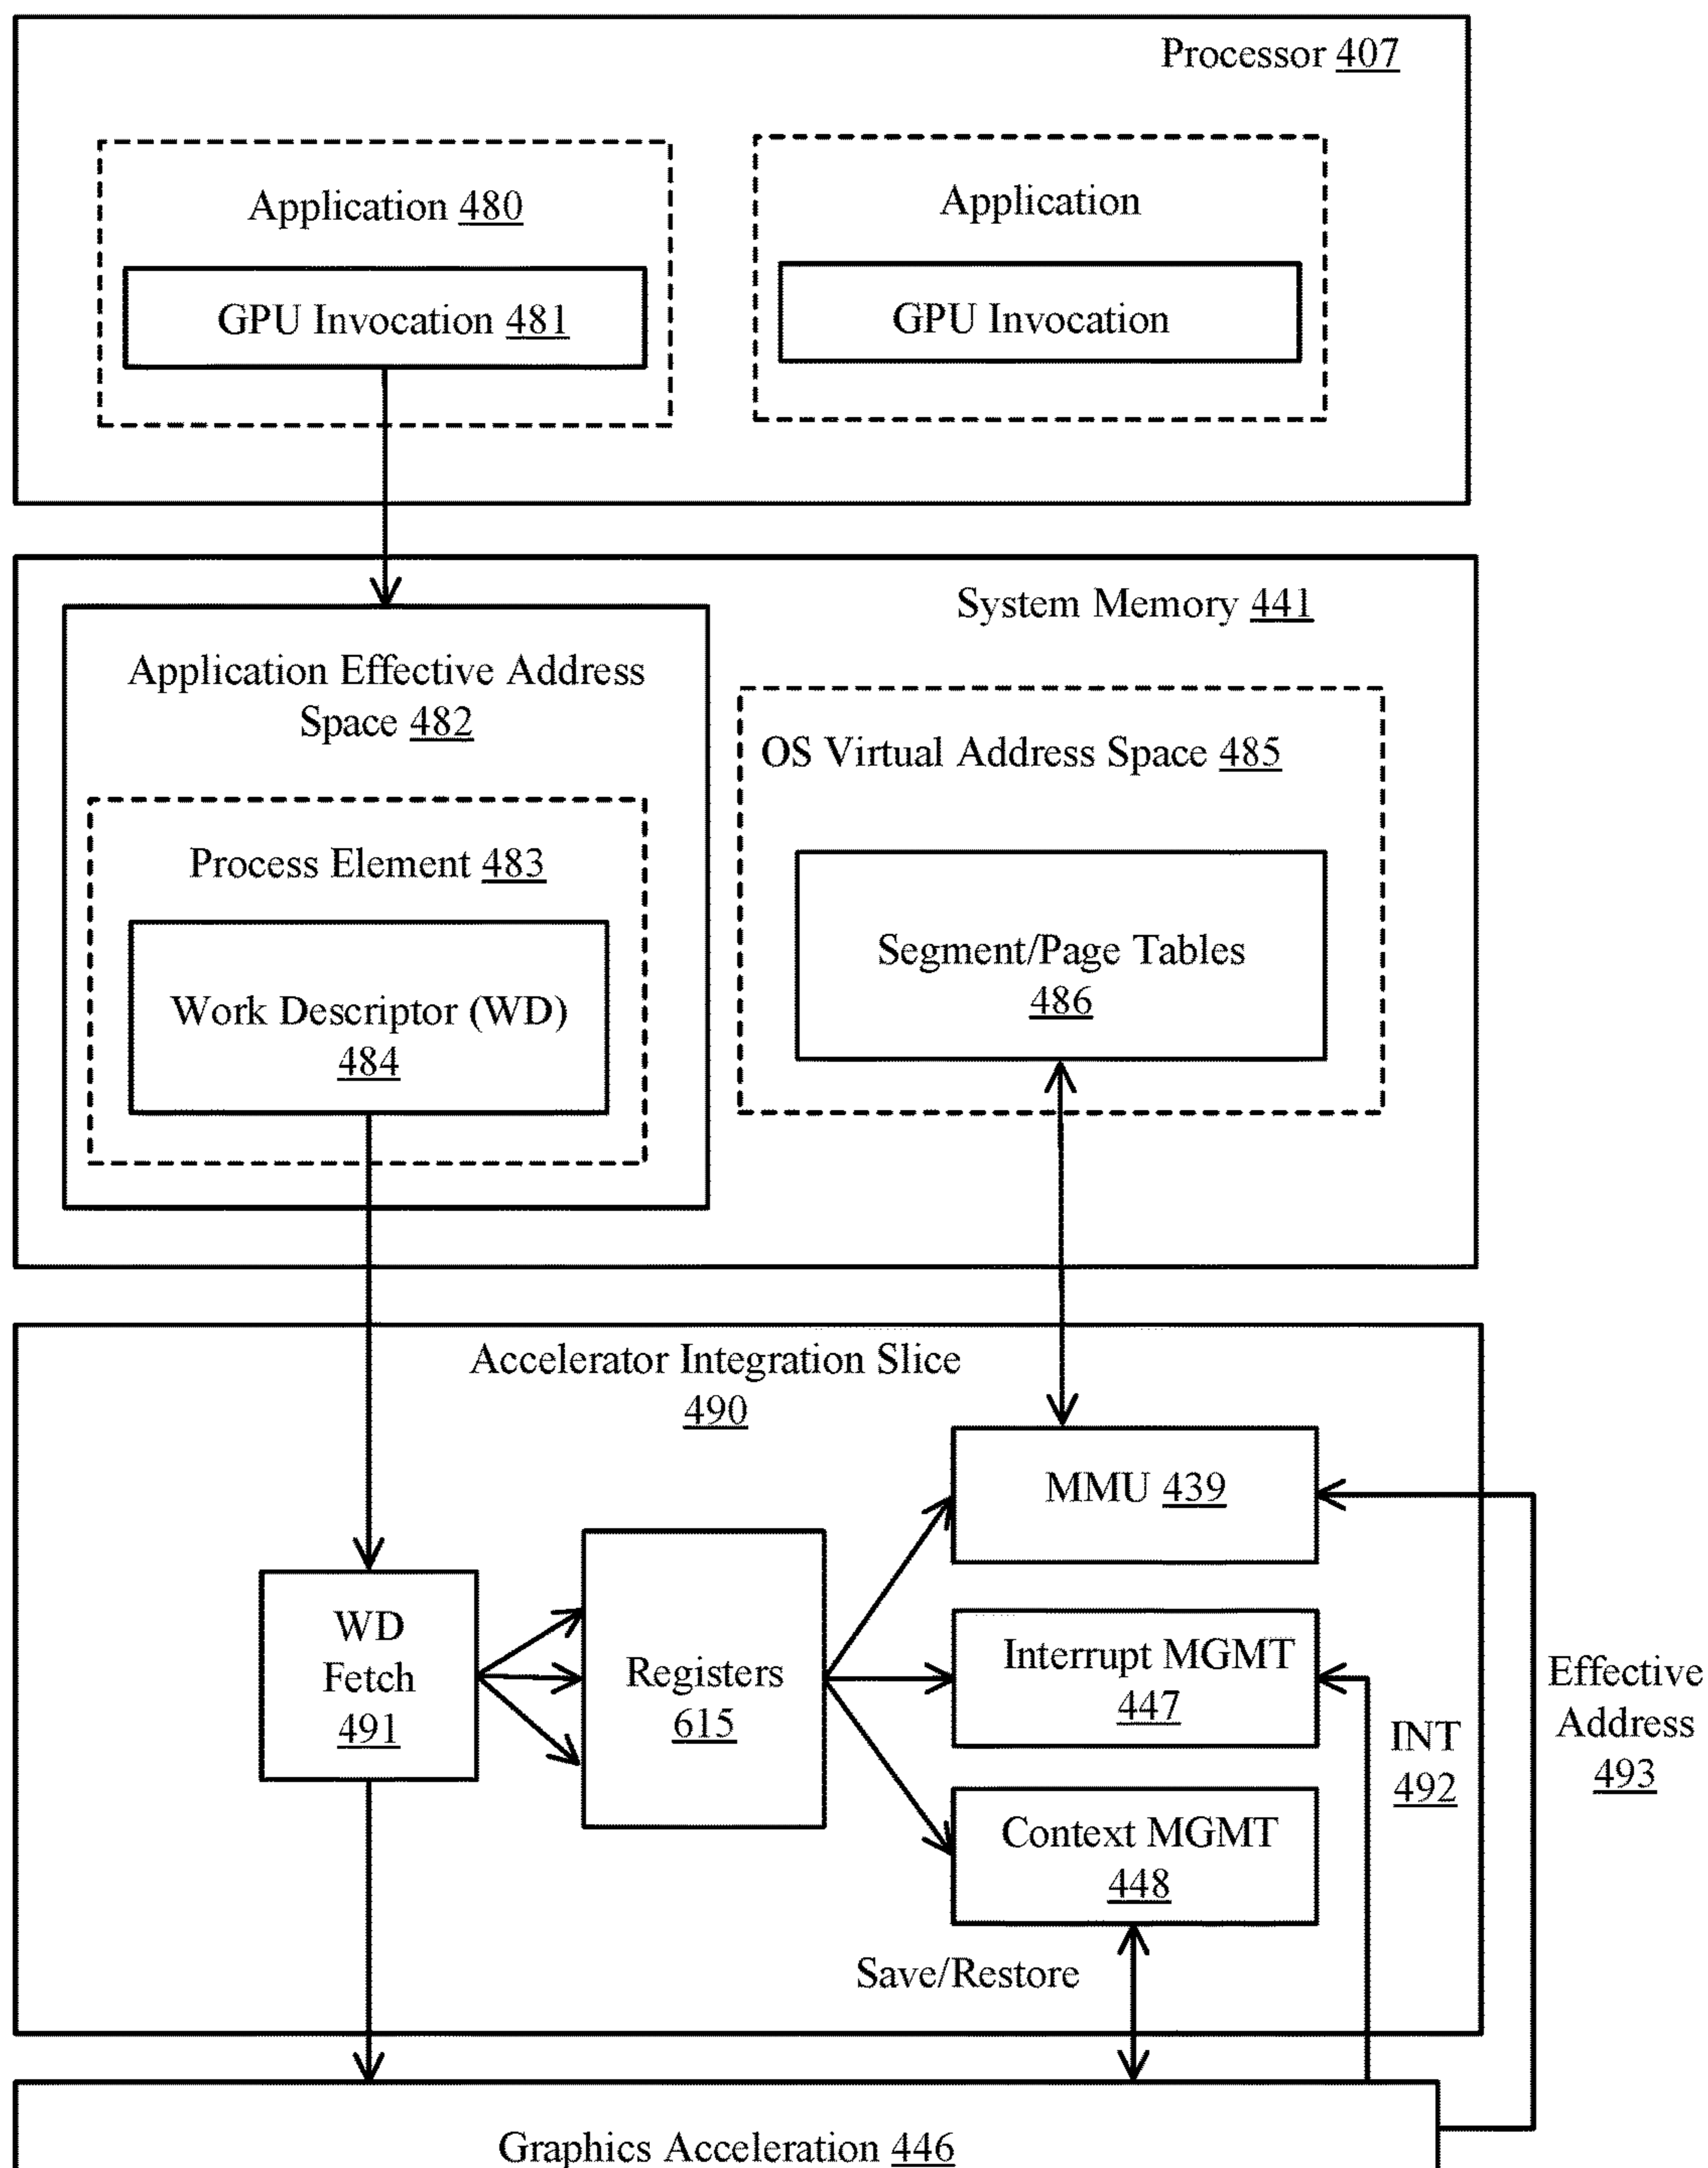 Processor 407
Application 480
Application
GPU Invocation 481
GPU Invocation
System Memory 441
Application Effective Address
Space 482
OS Virtual Address Space 485
Process Element 483
Segment/Page Tables
486
Work Descriptor (WD)
484
Accelerator Integration Slice
490
MMU 439
WD
Fetch
491
Registers
615
Interrupt MGMT
447
Effective
Address
493
INT
492
Context MGMT
448
Save/Restore
Graphics Acceleration 446